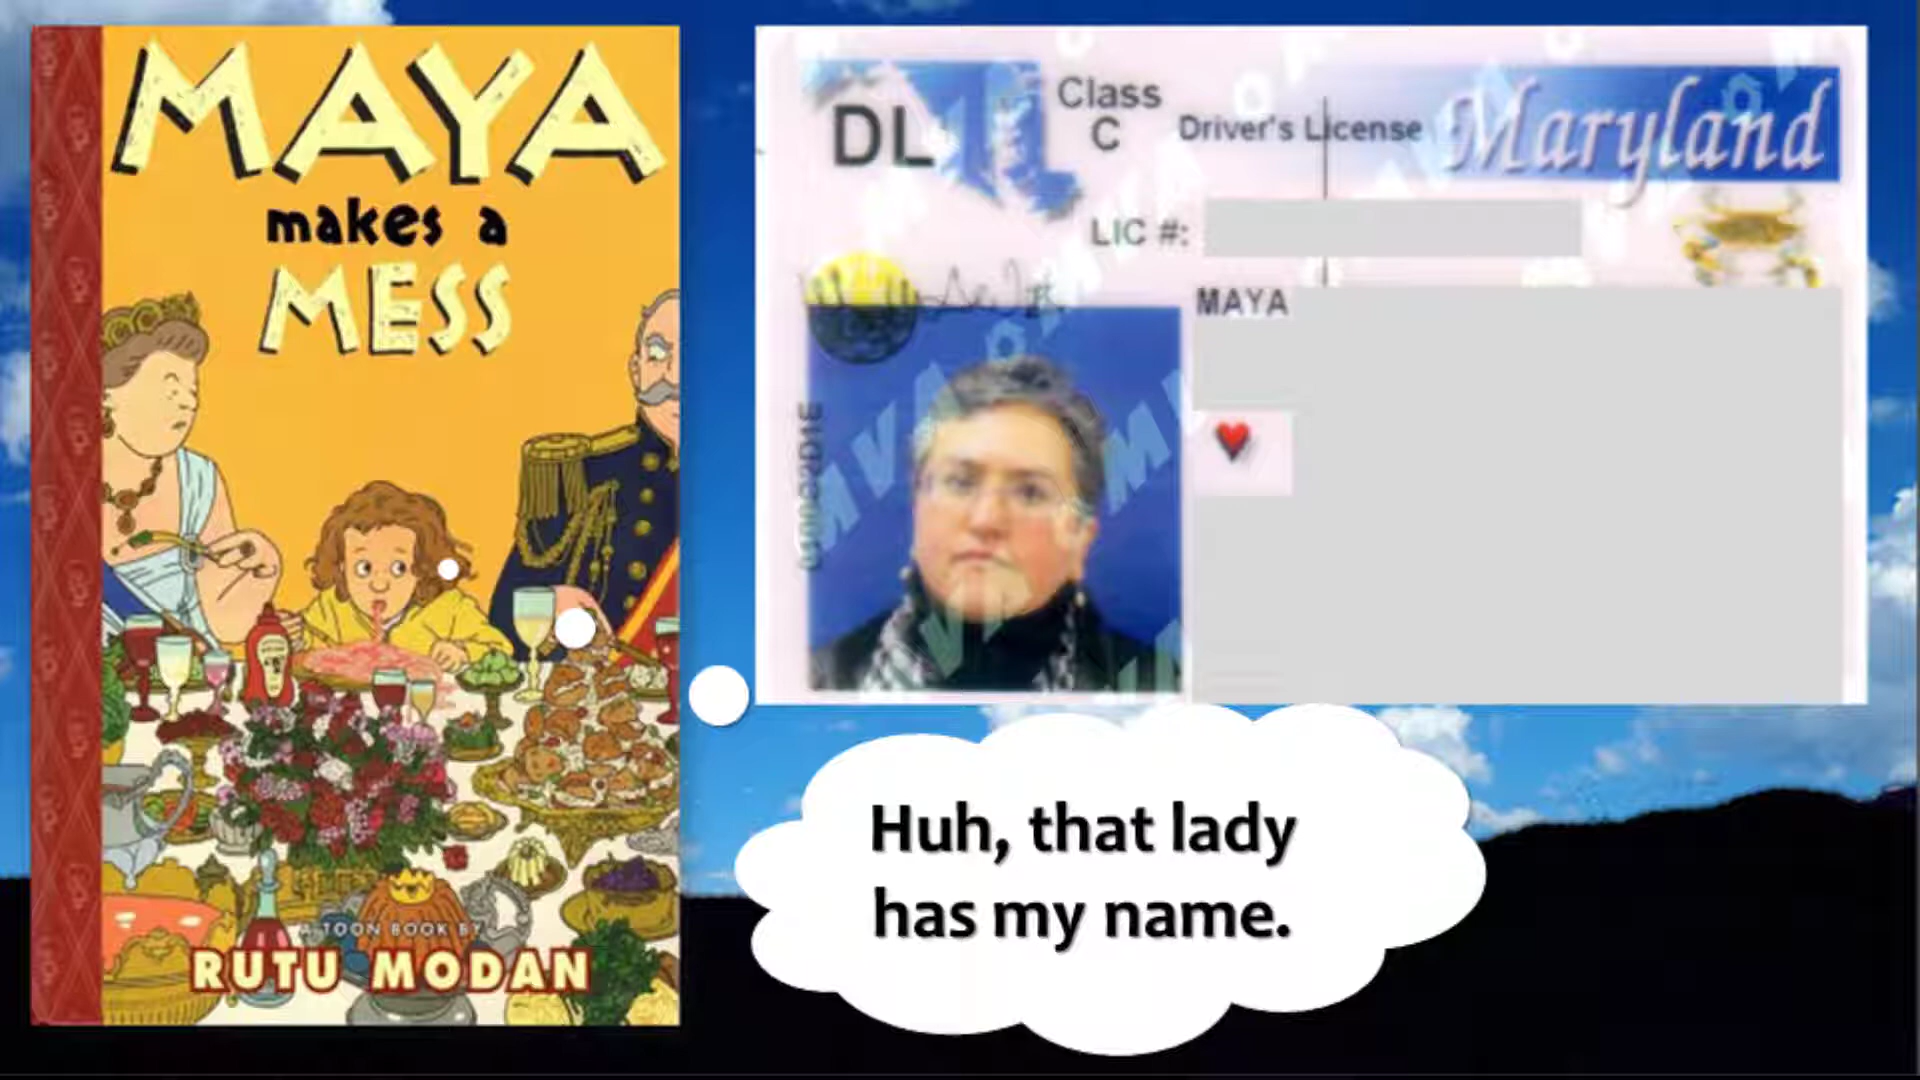 MAYA
makes a
MESS
A TOON BOOK BY
RUTU MODAN
DL
Class
C
Driver's License
Maryland
LIC #:
MAYA
Huh, that lady
has my name.